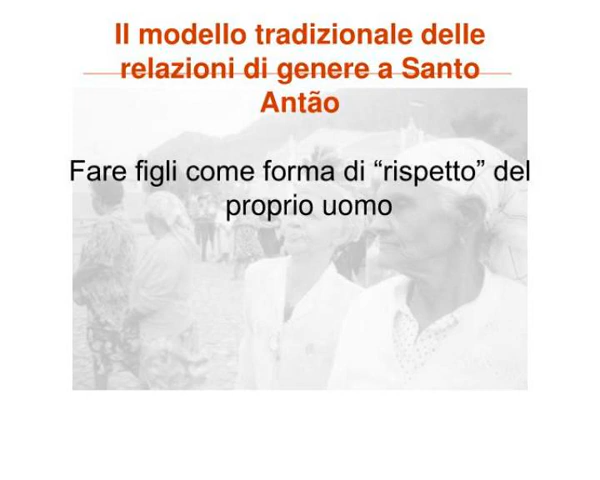 Il modello tradizionale delle
relazioni di genere a Santo
Antão
Fare figli come forma di “rispetto” del
proprio uomo